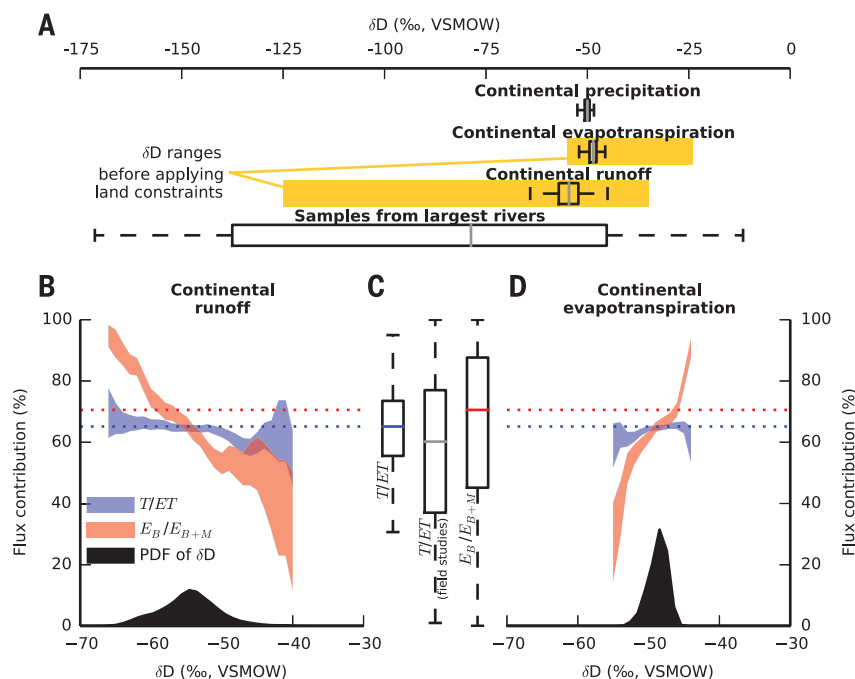 A
δD (‰, VSMOW)
-175 -150 -125 -100 -75 -50 -25 0
Continental precipitation
Continental evapotranspiration
δD ranges
before applying
land constraints
Continental runoff
Samples from largest rivers
B
Continental
runoff
C
D
Continental
evapotranspiration
Flux contribution (%)
100
80
60
40
20
0
T/ET
E_B/E_{B+M}
PDF of δD
−70 −60 −50 −40 −30
δD (‰, VSMOW)
T/ET
T/ET
(field studies)
E_B/E_{B+M}
−70 −60 −50 −40 −30
δD (‰, VSMOW)
100
80
60
40
20
0
Flux contribution (%)